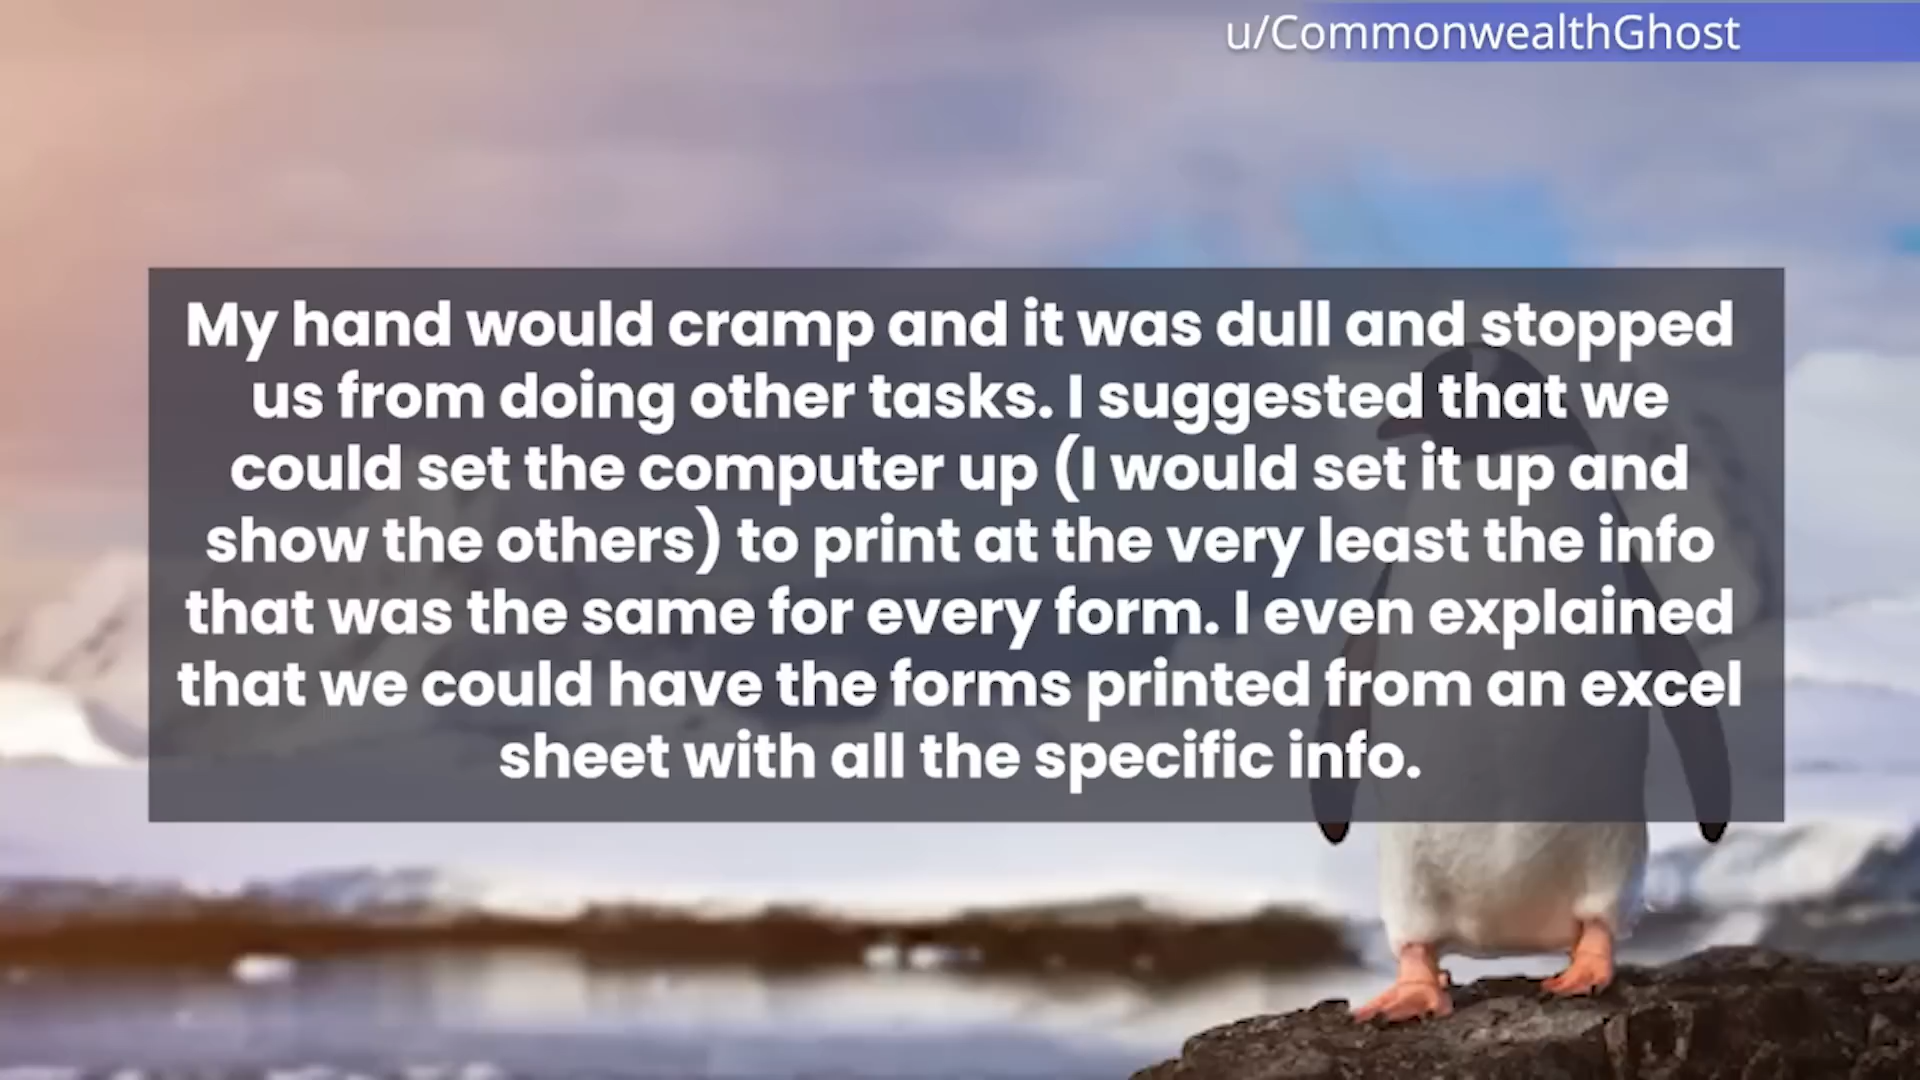 u/CommonwealthGhost
My hand would cramp and it was dull and stopped
us from doing other tasks. I suggested that we
could set the computer up (I would set it up and
show the others) to print at the very least the info
that was the same for every form. I even explained
that we could have the forms printed from an excel
sheet with all the specific info.